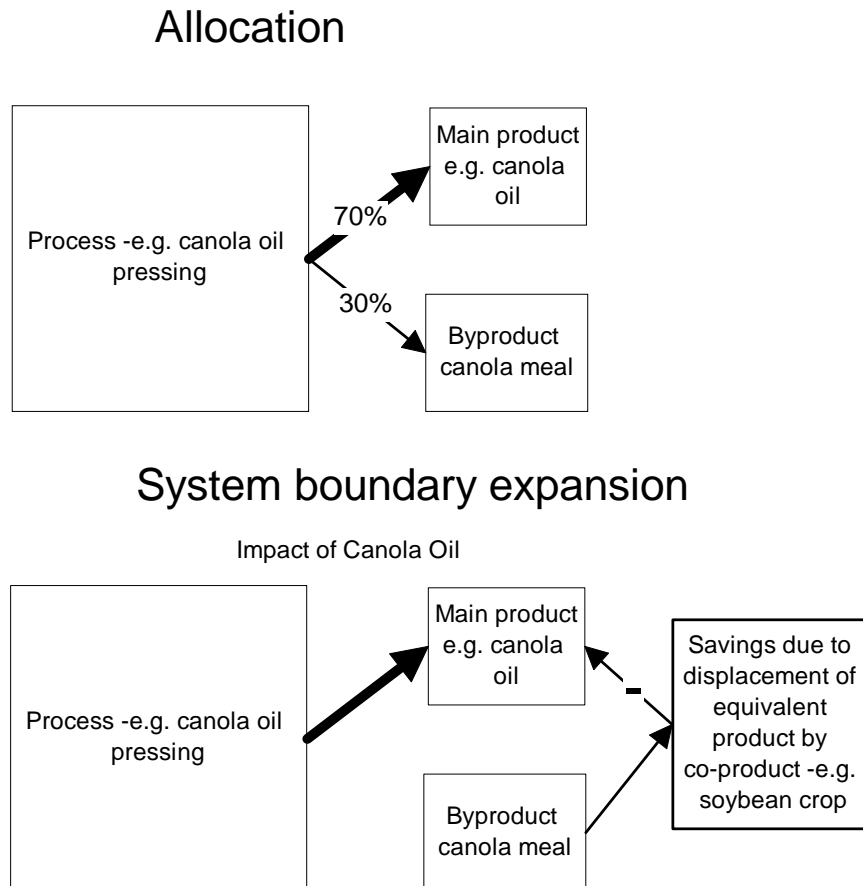 Allocation
Process -e.g. canola oil
pressing
70%
30%
Main product
e.g. canola
oil
Byproduct
canola meal
System boundary expansion
Impact of Canola Oil
Process -e.g. canola oil
pressing
Main product
e.g. canola
oil
-
Byproduct
canola meal
Savings due to
displacement of
equivalent
product by
co-product -e.g.
soybean crop